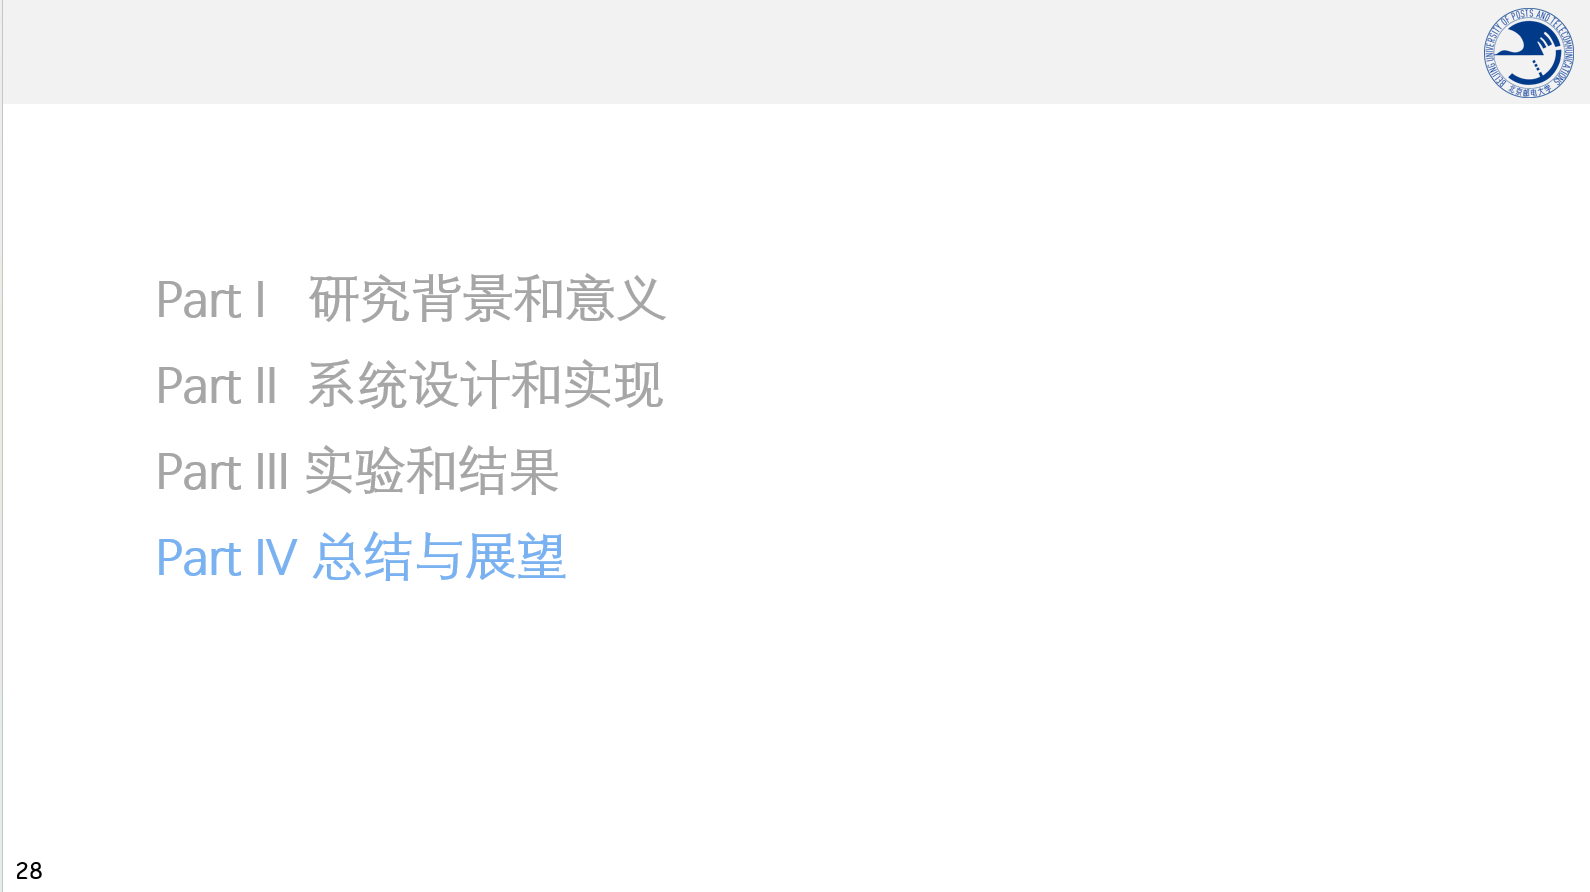 BEIJING UNIVERSITY OF POSTS AND TELECOMMUNICATIONS
北京邮电大学
Part I 研究背景和意义
Part II 系统设计和实现
Part III 实验和结果
Part IV 总结与展望
28